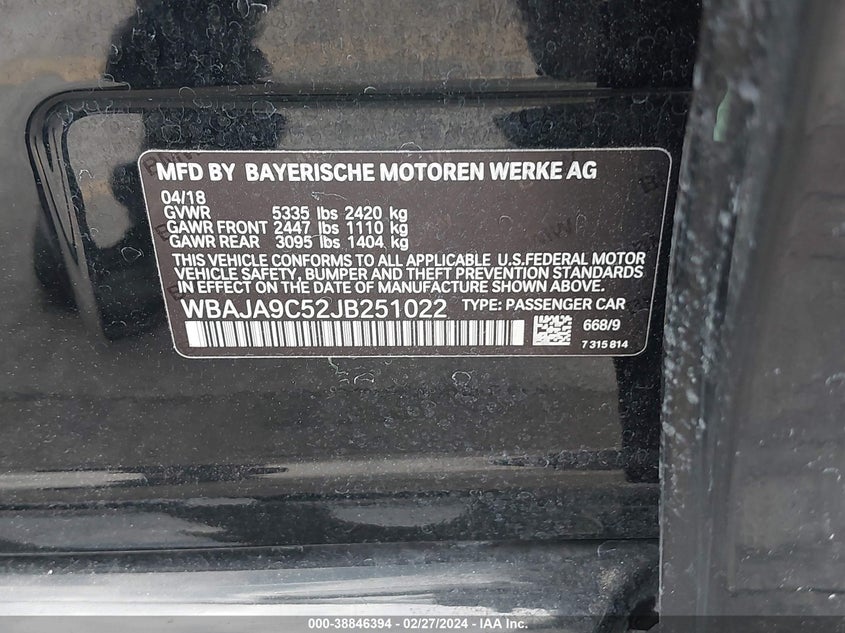 MFD BY BAYERISCHE MOTOREN WERKE AG
04/18
GVWR 5335 lbs 2420 kg
GAWR FRONT 2447 lbs 1110 kg
GAWR REAR 3095 lbs 1404 kg
THIS VEHICLE CONFORMS TO ALL APPLICABLE U.S.FEDERAL MOTOR
VEHICLE SAFETY, BUMPER AND THEFT PREVENTION STANDARDS
IN EFFECT ON THE DATE OF MANUFACTURE SHOWN ABOVE.
WBAJA9C52JB251022 TYPE: PASSENGER CAR
668/9
7 315 814
000-38846394 - 02/27/2024 - IAA Inc.